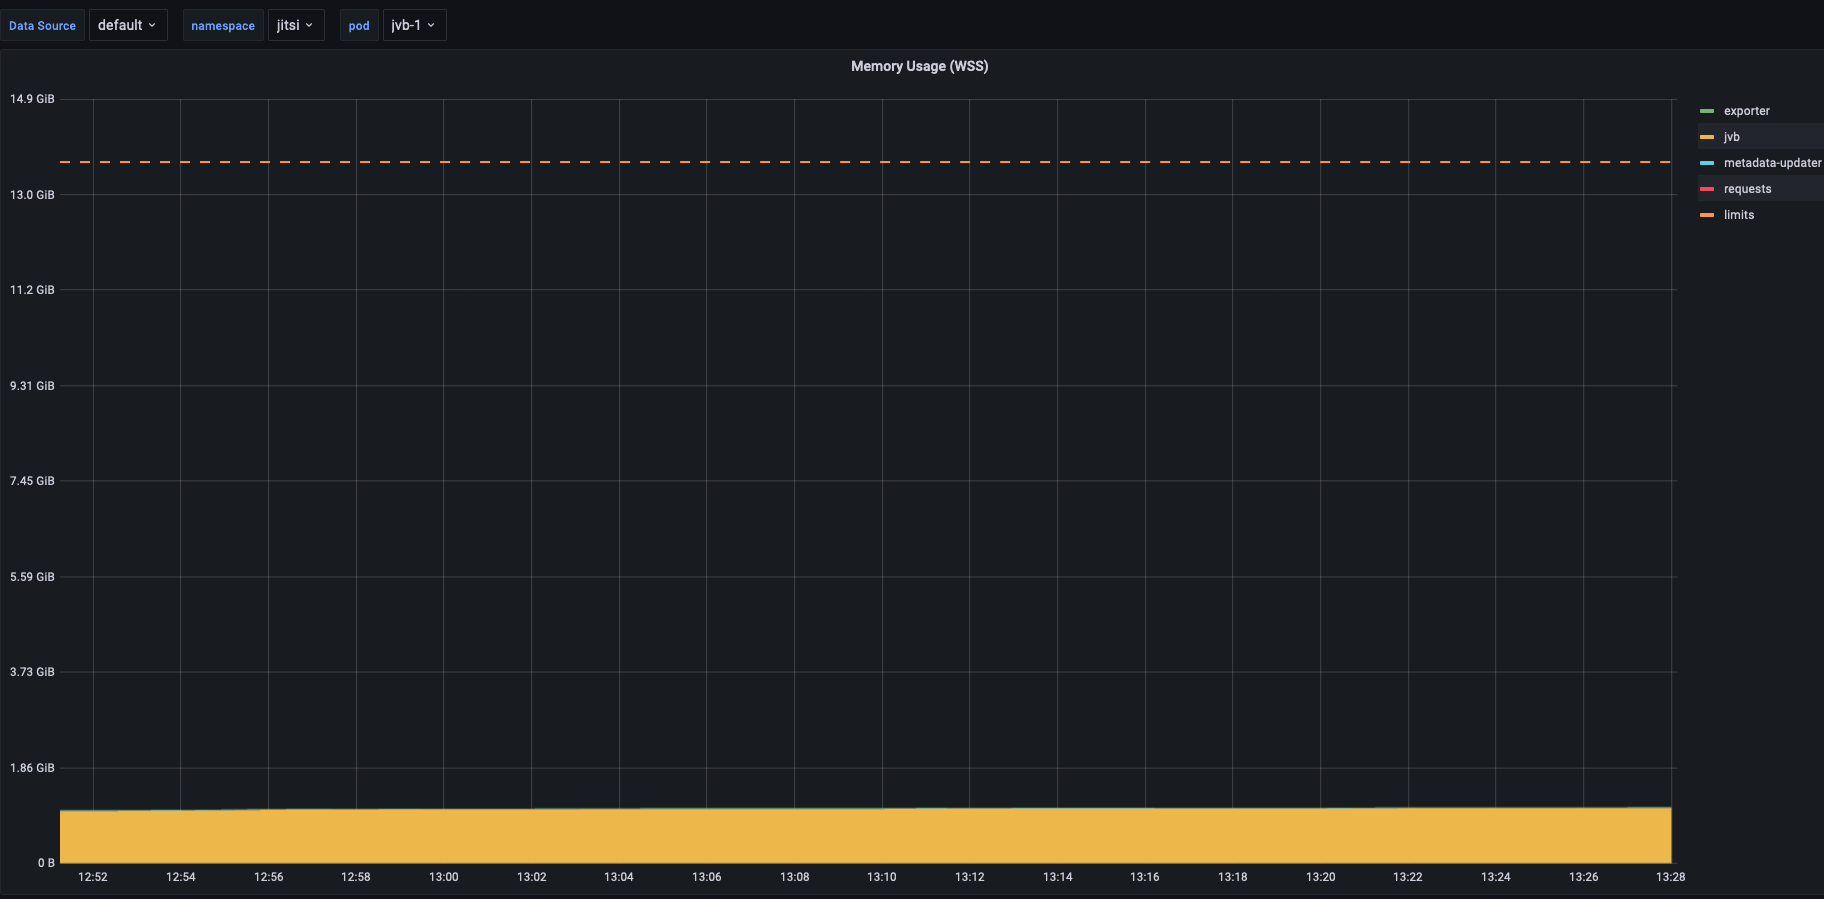 Data Source default namespace jitsi pod jvb-1
Memory Usage (WSS)
14.9 GiB
13.0 GiB
11.2 GiB
9.31 GiB
7.45 GiB
5.59 GiB
3.73 GiB
1.86 GiB
0 B
12:52 12:54 12:56 12:58 13:00 13:02 13:04 13:06 13:08 13:10 13:12 13:14 13:16 13:18 13:20 13:22 13:24 13:26 13:28
exporter
jvb
metadata-updater
requests
limits